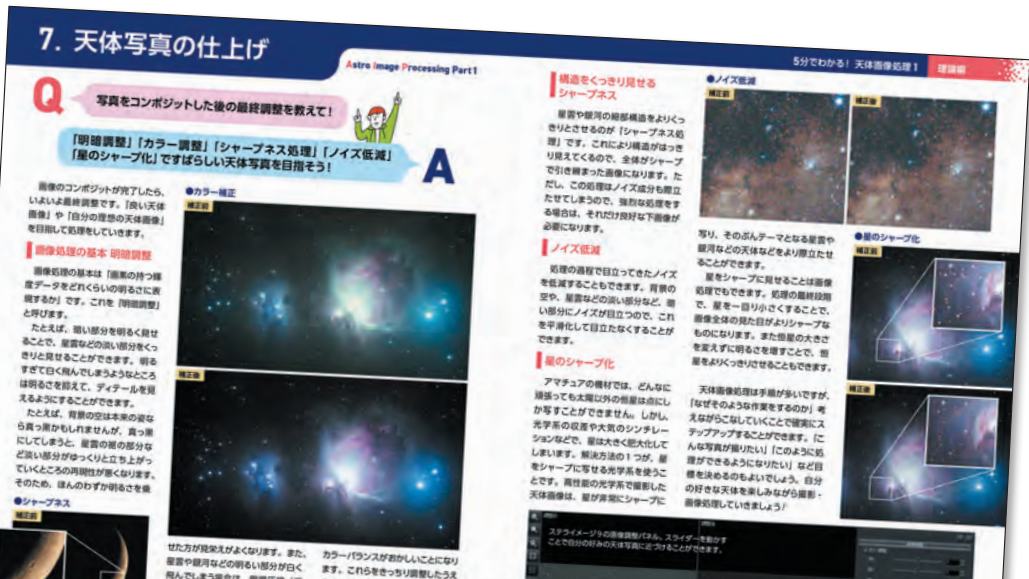 7. 天体写真の仕上げ
Astro Image Processing Part1
5分でわかる！ 天体画像処理1 理論編
Q
写真をコンポジットした後の最終調整を教えて！
「明暗調整」「カラー調整」「シャープネス処理」「ノイズ低減」
「星のシャープ化」ですばらしい天体写真を目指そう！
A
画像のコンポジットが完了したら、
いよいよ最終調整です。「良い天体
画像」や「自分の理想の天体画像」
を目指して処理をしていきます。
画像処理の基本 明暗調整
画像処理の基本は「画素の持つ輝
度データをどれくらいの明るさに表
現するか」です。これを「明暗調整」
と呼びます。
たとえば、暗い部分を明るく見せ
ることで、星雲などの淡い部分をくっ
きりと見せることができます。明る
すぎて白く飛んでしまうようなところ
は明るさを抑えて、ディテールを見
えるようにすることができます。
たとえば、背景の空は本来の姿な
ら真っ黒かもしれませんが、真っ黒
にしてしまうと、星雲の裾の部分な
ど淡い部分がゆっくりと立ち上がっ
ていくところの再現性が悪くなります。
そのため、ほんのわずか明るさを乗
●シャープネス
補正前
●カラー補正
補正前
補正後
せた方が見栄えがよくなります。また、
星雲や銀河などの明るい部分が白く
カラーバランスがおかしいことになり
ます。これらをきっちり調整したうえ
構造をくっきり見せる
シャープネス
星雲や銀河の細部構造をよりくっ
きりとさせるのが「シャープネス処
理」です。これにより構造がはっき
り見えてくるので、全体がシャープ
で引き締まった画像になります。た
だし、この処理はノイズ成分も際立
たせてしまうので、強烈な処理をす
る場合は、それだけ良好な下画像が
必要になります。
ノイズ低減
処理の過程で目立ってきたノイズ
を低減することもできます。背景の
空や、星雲などの淡い部分など、暗
い部分にノイズが目立つので、これ
を平滑化して目立たなくすることが
できます。
星のシャープ化
アマチュアの機材では、どんなに
頑張っても太陽以外の恒星は点にし
か写すことができません。しかし、
光学系の収差や大気のシンチレー
ションなどで、星は大きく肥大化して
しまいます。解決方法の1つが、星
をシャープに写せる光学系を使うこ
とです。高性能の光学系で撮影した
天体画像は、星が非常にシャープに
●ノイズ低減
補正前
補正後
写り、そのぶんテーマとなる星雲や
銀河などの天体などをより際立たせ
ることができます。
星をシャープに見せることは画像
処理でもできます。処理の最終段階
で、星を一回り小さくすることで、
画像全体の見た目がよりシャープな
ものになります。また恒星の大きさ
を変えずに明るさを増すことで、恒
星をよりくっきりさせることもできます。
天体画像処理は手順が多いですが、
「なぜそのような作業をするのか」考
えながらこなしていくことで確実にス
テップアップすることができます。「こ
んな写真が撮りたい」「このように処
理ができるようになりたい」など目
標を決めるのもよいでしょう。自分
の好きな天体を楽しみながら撮影・
画像処理していきましょう！
●星のシャープ化
補正前
補正後
ステライメージ9の画像調整パネル。スライダーを動かす
ことで自分の好みの天体写真に近づけることができます。